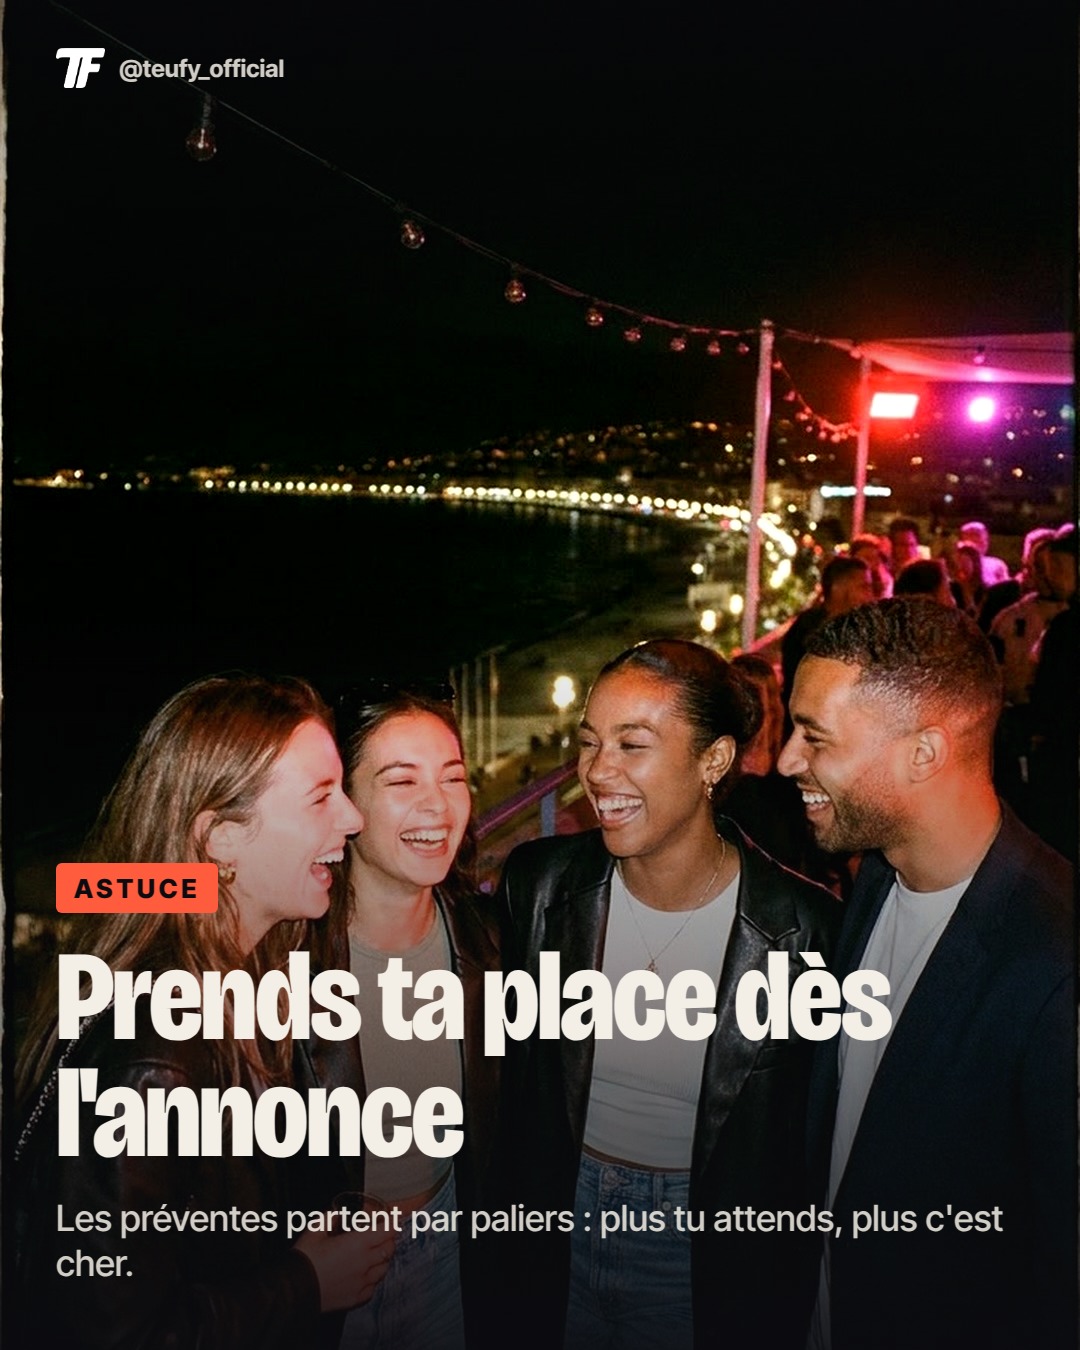 TF @teufy_official
ASTUCE
Prends ta place dès
l'annonce
Les préventes partent par paliers : plus tu attends, plus c'est
cher.